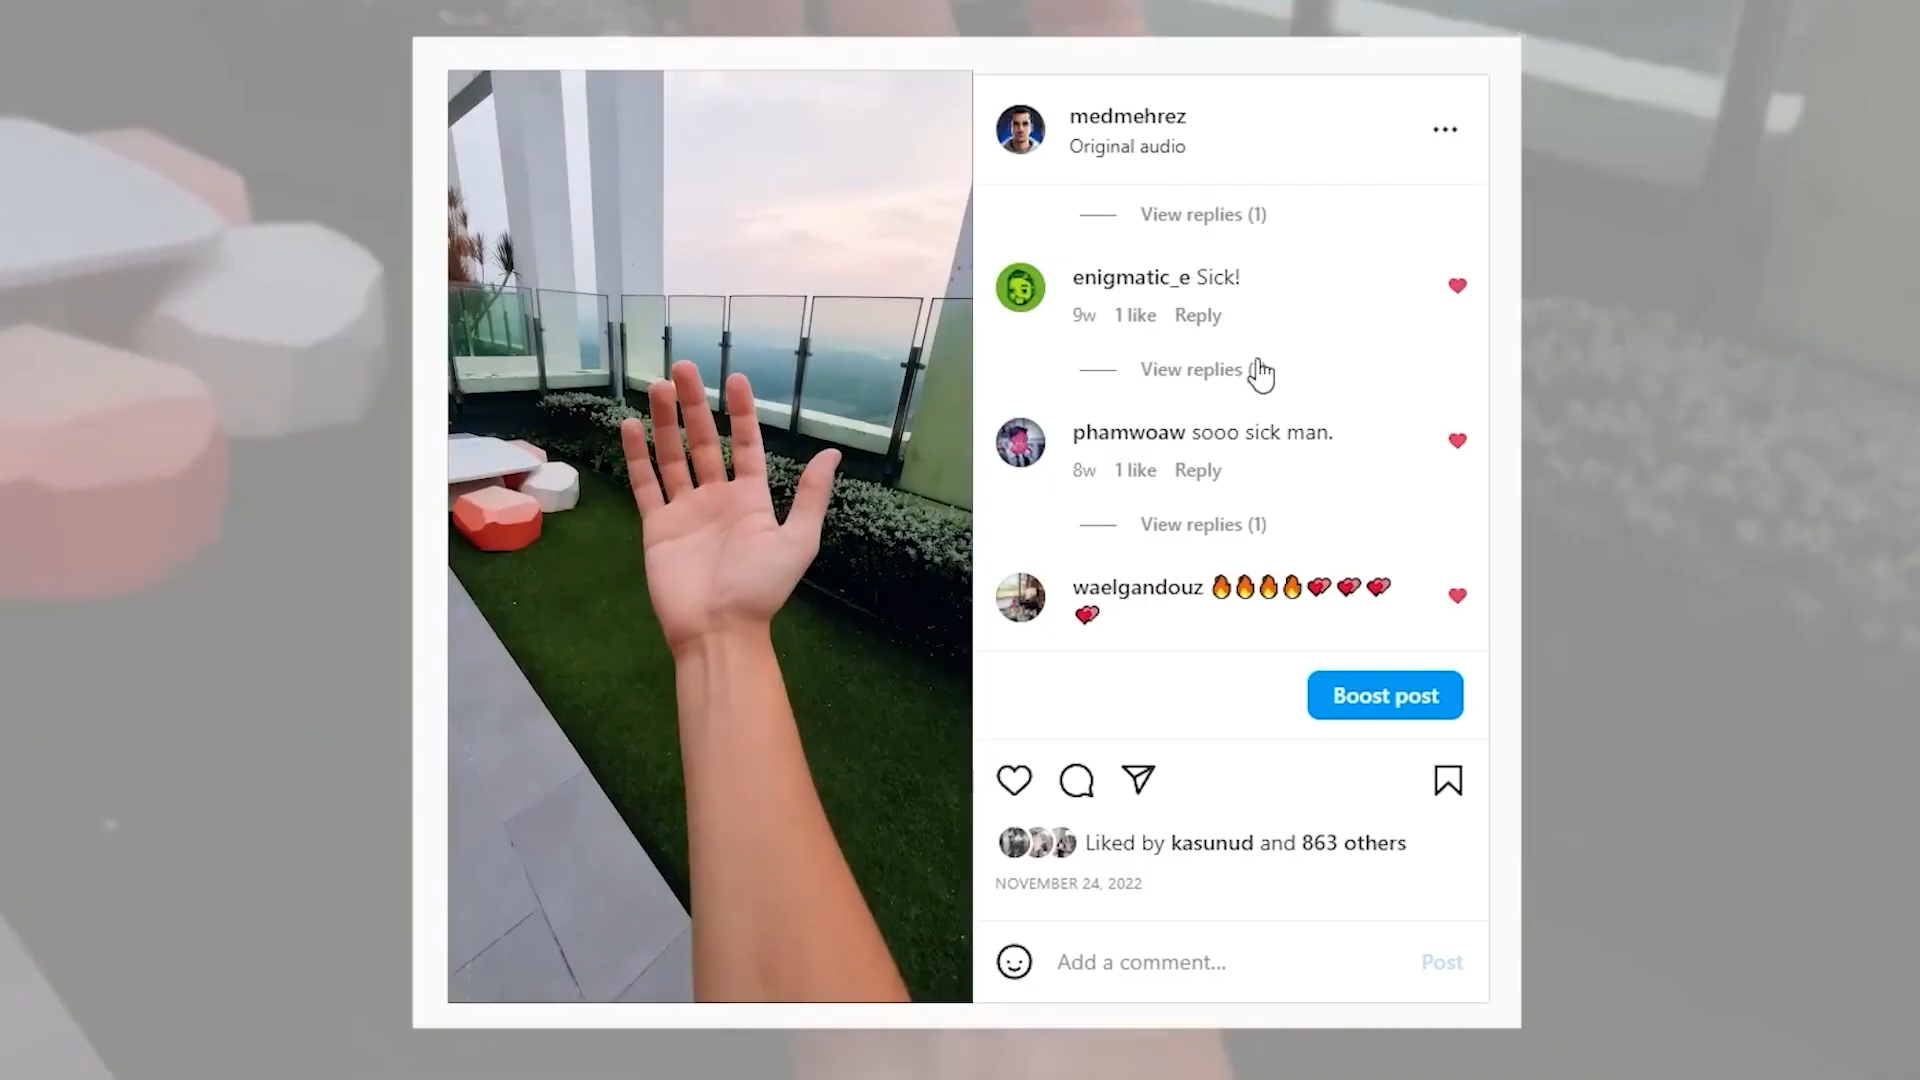 medmehrez
Original audio
View replies (1)
enigmatic_e Sick!
9w 1 like Reply
View replies
phamwoaw sooo sick man.
8w 1 like Reply
View replies (1)
waelgandouz 🔥🔥🔥🔥💕💕💕
💕
Boost post
Liked by kasunud and 863 others
NOVEMBER 24, 2022
Add a comment...
Post